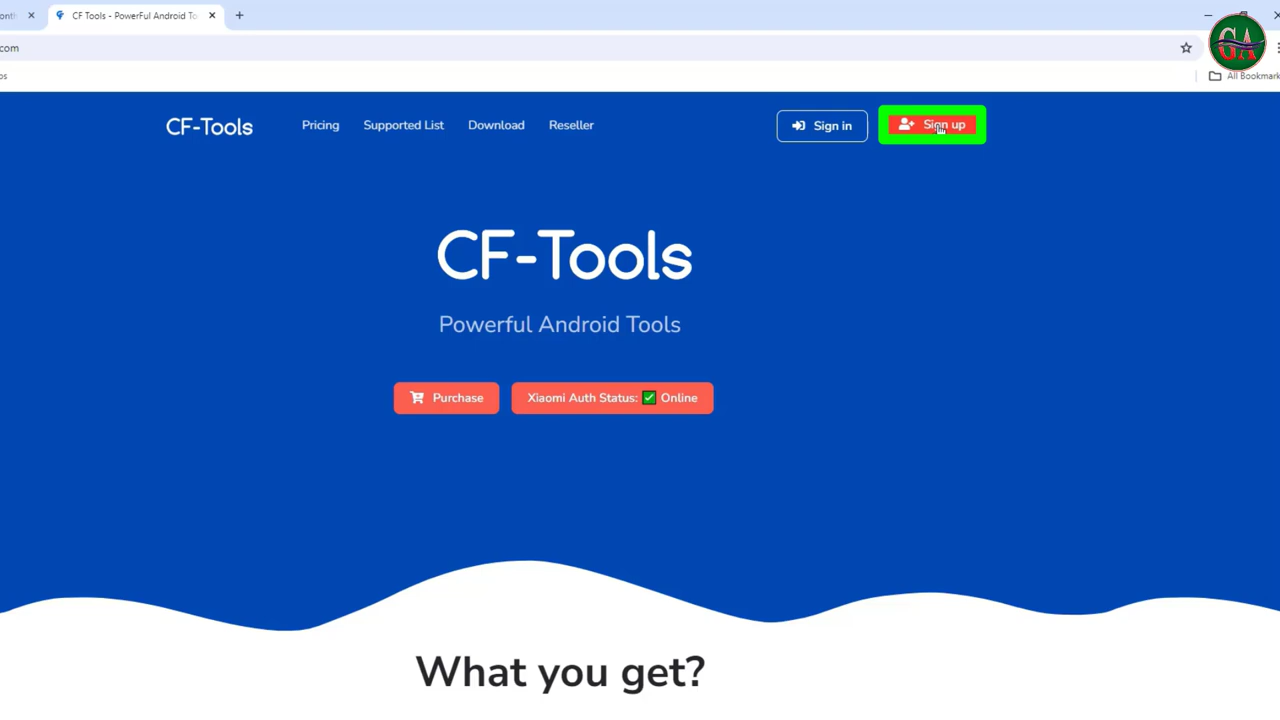 CF Tools - PowerFul Android To
GA
com
All Bookmark
CF-Tools
Pricing
Supported List
Download
Reseller
Sign in
Sign up
CF-Tools
Powerful Android Tools
Purchase
Xiaomi Auth Status: ✅ Online
What you get?